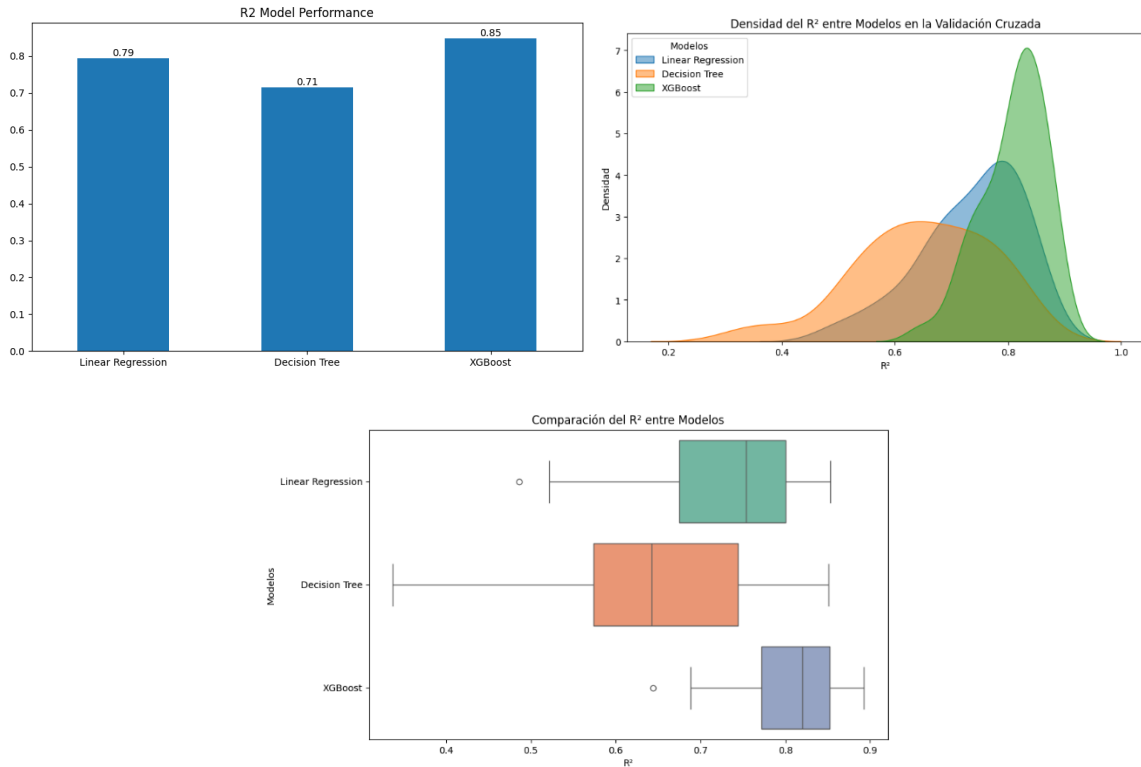 R2 Model Performance
0.79
0.71
0.85
0.8
0.7
0.6
0.5
0.4
0.3
0.2
0.1
0.0
Linear Regression
Decision Tree
XGBoost
Densidad del R² entre Modelos en la Validación Cruzada
Modelos
Linear Regression
Decision Tree
XGBoost
Densidad
7
6
5
4
3
2
1
0
0.2
0.4
0.6
0.8
1.0
R²
Comparación del R² entre Modelos
Modelos
Linear Regression
Decision Tree
XGBoost
0.4
0.5
0.6
0.7
0.8
0.9
R²